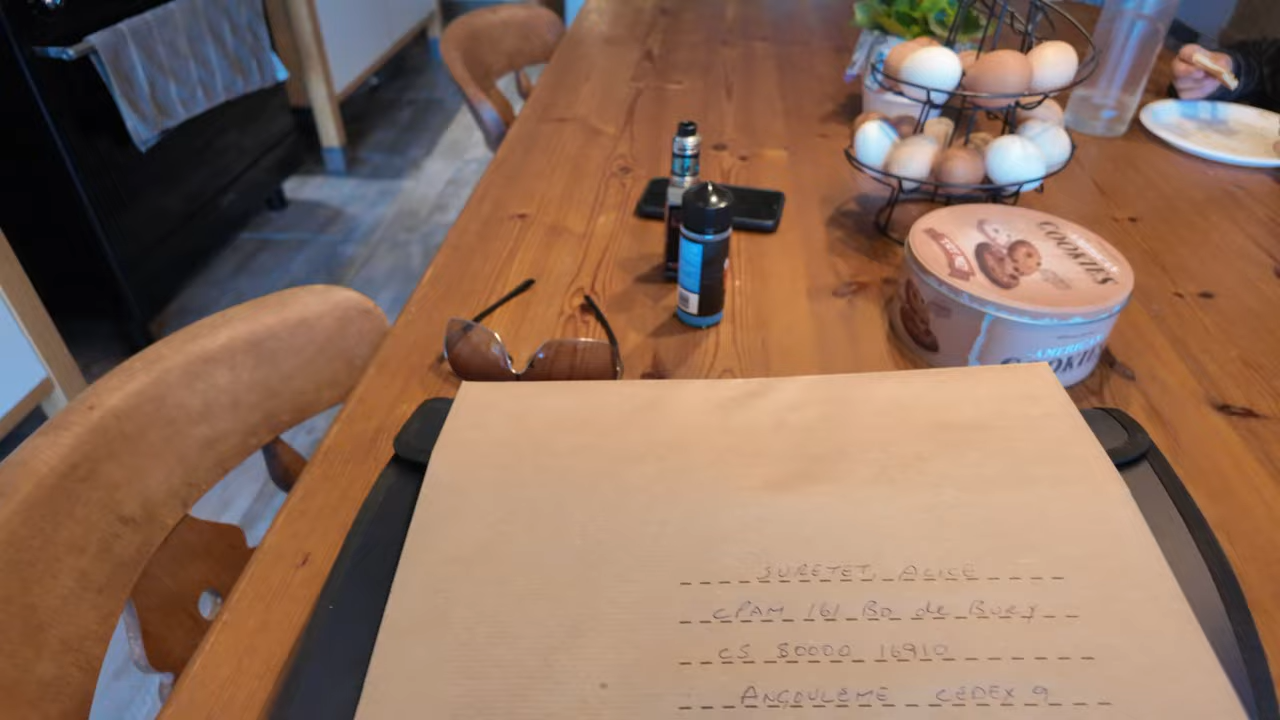 COOKIES
AMERICAN
COOKIES
SURETET, ALICE
CPAM 161 BD de BURY
CS 80000 16910
ANGOULEME CEDEX 9